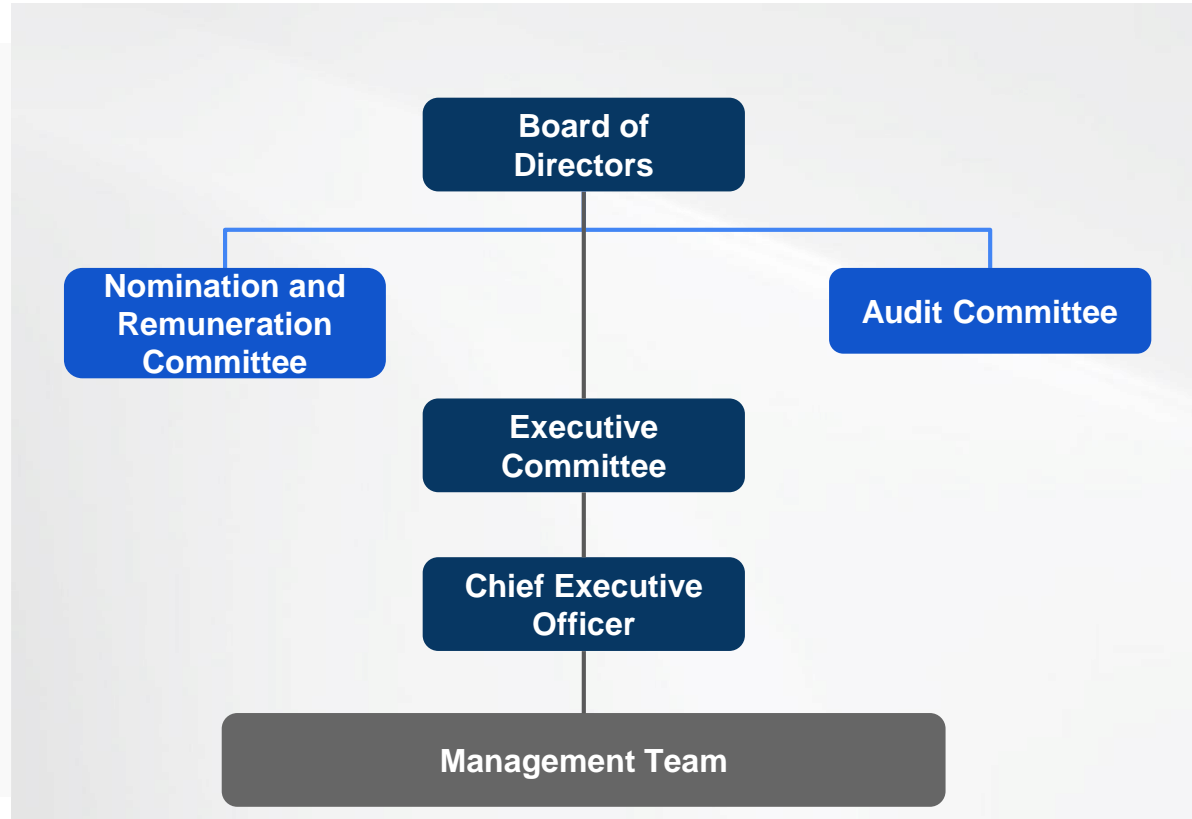 Board of
Directors
Nomination and
Remuneration
Committee
Audit Committee
Executive
Committee
Chief Executive
Officer
Management Team